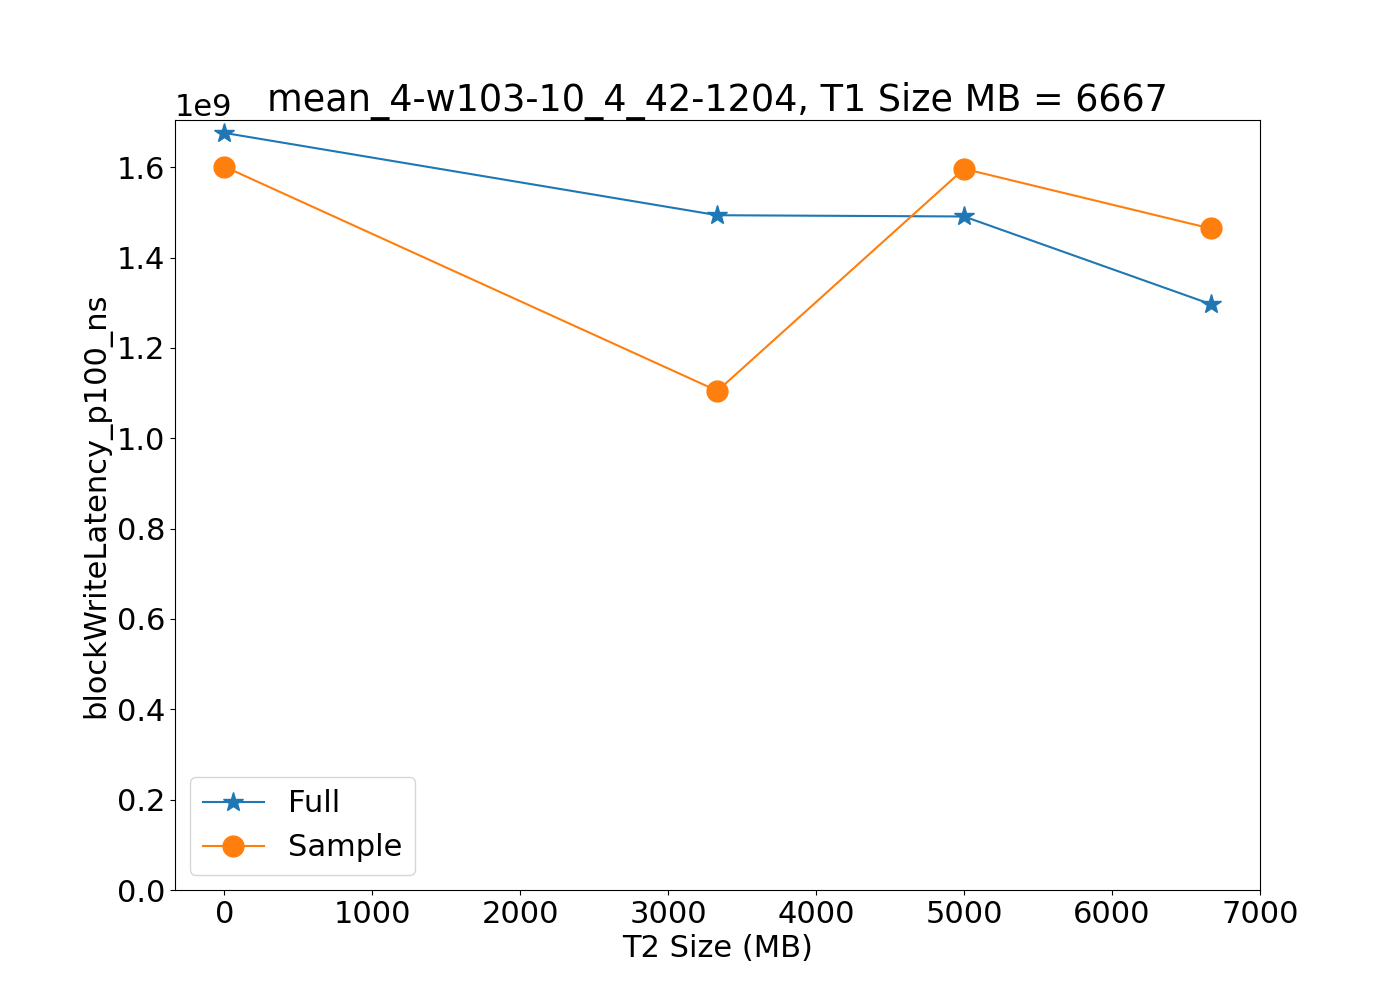 1e9
mean_4-w103-10_4_42-1204, T1 Size MB = 6667
blockWriteLatency_p100_ns
1.6
1.4
1.2
1.0
0.8
0.6
0.4
0.2
0.0
Full
Sample
0 1000 2000 3000 4000 5000 6000 7000
T2 Size (MB)